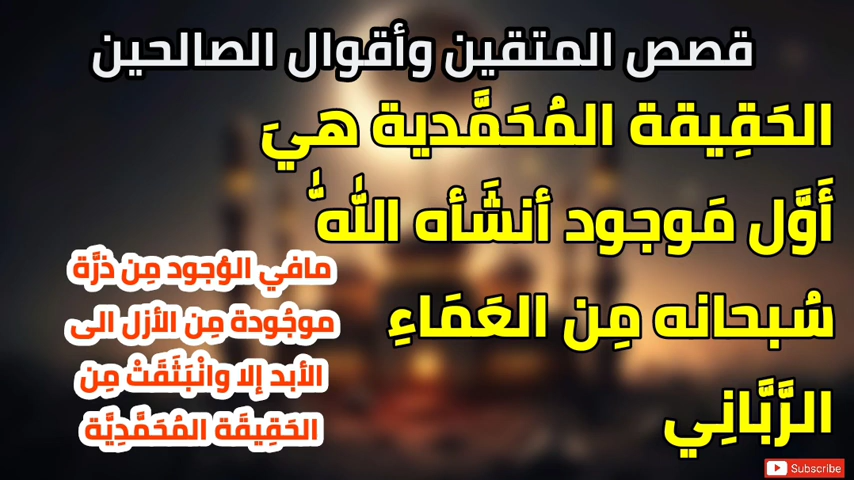 قصص المتقين وأقوال الصالحين
الحَقِيقة المُحَمَّدية هيَ
أَوَّل مَوجود أنشَأه اللهُ
سُبحانه مِن العَمَاءِ
الرَّبَّانِي
مافي الوُجود مِن ذرَّة
موجُودة مِن الأزل الى
الأبد إلا وانْبَثَقَتْ مِن
الحَقِيقَة المُحَمَّدِيَّة
Subscribe